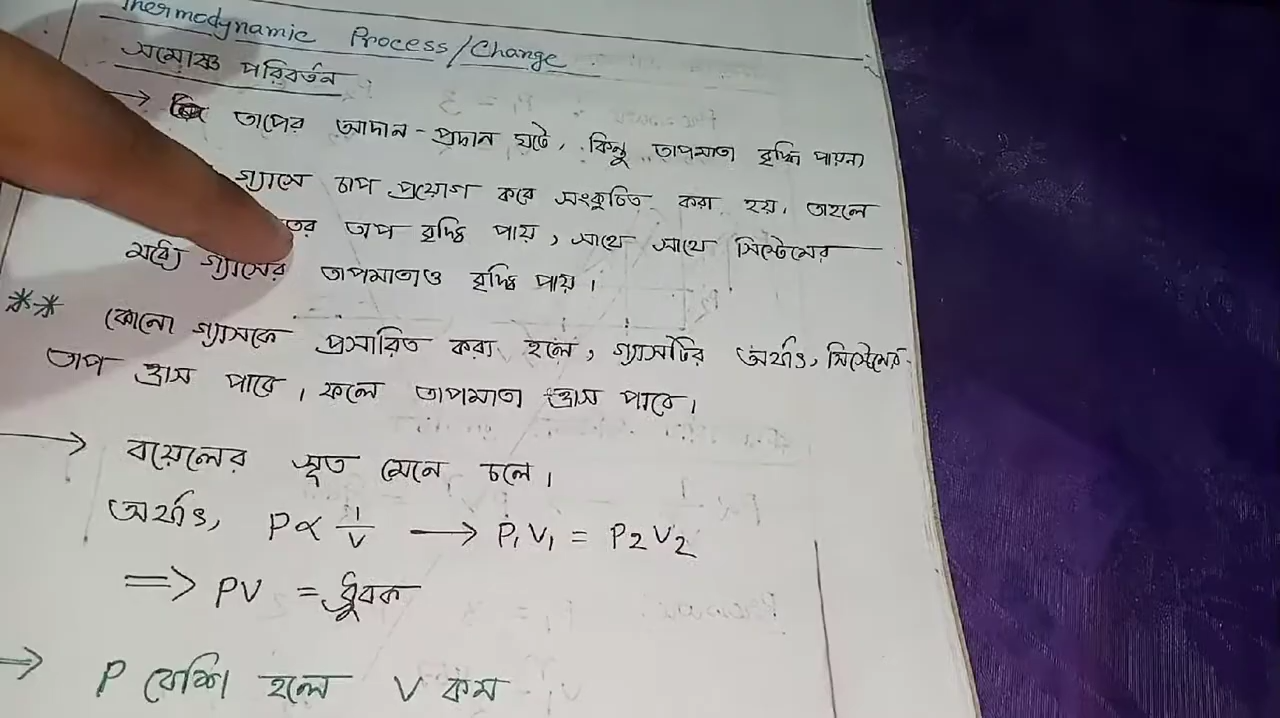 Thermodynamic Process/Change
সমোষ্ণ পরিবর্তন
→ তাপের আদান-প্রদান ঘটে, কিন্তু তাপমাত্রা বৃদ্ধি পায়না
গ্যাসে চাপ প্রয়োগ করে সংকুচিত করা হয়, তাহলে
তাপ বৃদ্ধি পায়, সাথে সাথে সিস্টেমের
মধ্যে গ্যাসের তাপমাত্রাও বৃদ্ধি পায়।
** কোনো গ্যাসকে প্রসারিত করা হলে, গ্যাসটির অর্থাৎ, সিস্টেমের
তাপ হ্রাস পাবে। ফলে তাপমাত্রা হ্রাস পাবে।
→ বয়েলের সূত্র মেনে চলে।
অর্থাৎ, P ∝ 1/V → P₁V₁ = P₂V₂
⇒ PV = ধ্রুবক
⇒ P বেশি হলে V কম